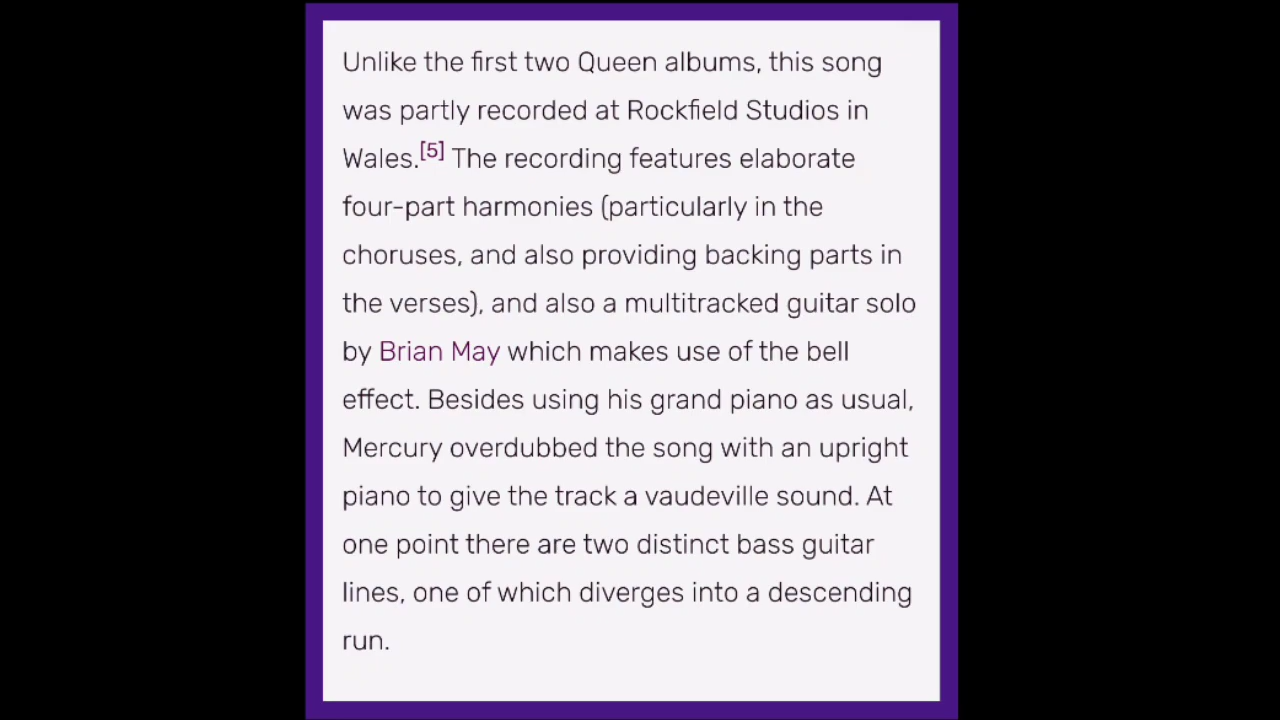 Unlike the first two Queen albums, this song
was partly recorded at Rockfield Studios in
Wales.[5] The recording features elaborate
four-part harmonies (particularly in the
choruses, and also providing backing parts in
the verses), and also a multitracked guitar solo
by Brian May which makes use of the bell
effect. Besides using his grand piano as usual,
Mercury overdubbed the song with an upright
piano to give the track a vaudeville sound. At
one point there are two distinct bass guitar
lines, one of which diverges into a descending
run.